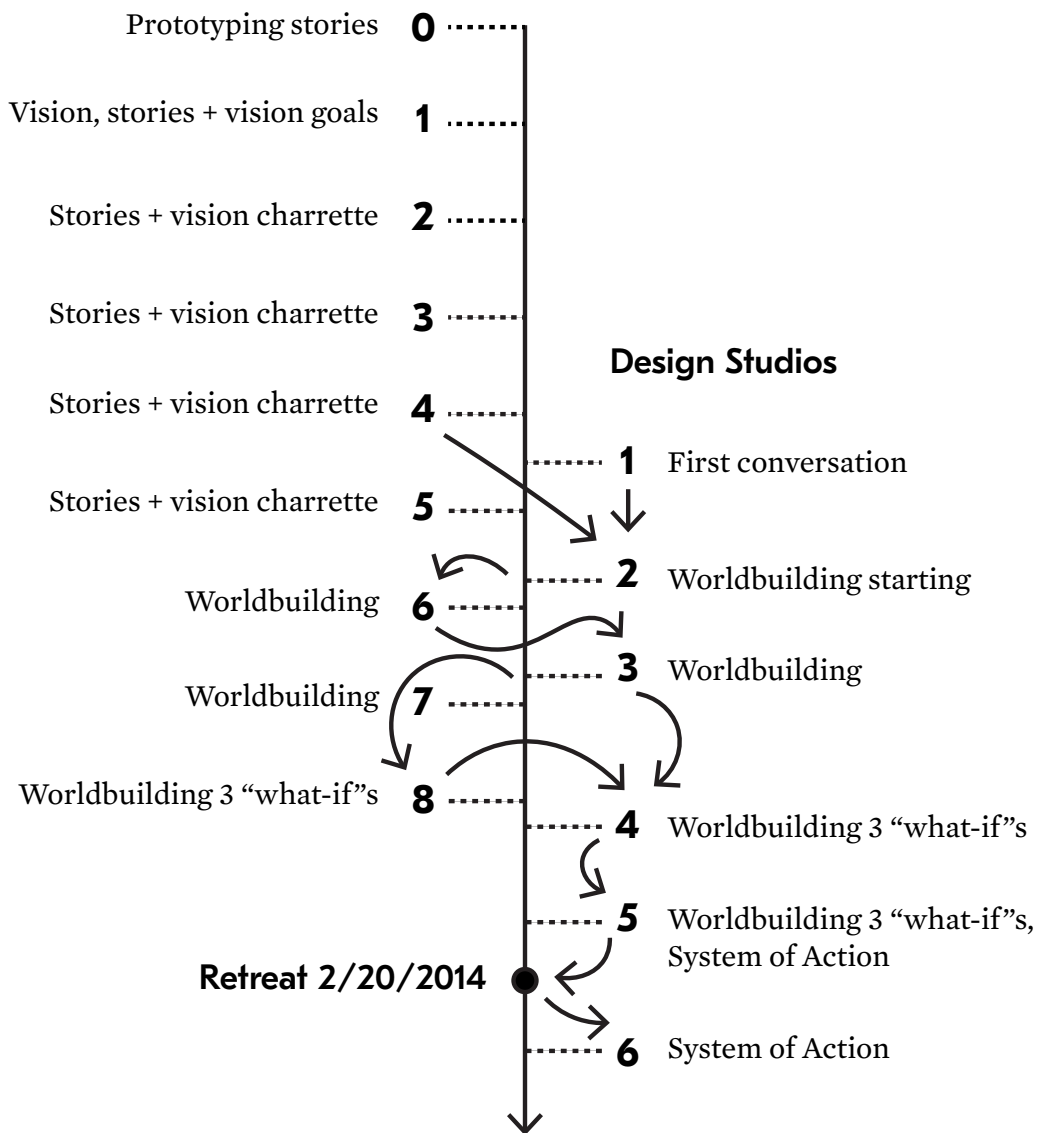 Prototyping stories 0
Vision, stories + vision goals 1
Stories + vision charrette 2
Stories + vision charrette 3
Design Studios
Stories + vision charrette 4
1 First conversation
Stories + vision charrette 5
2 Worldbuilding starting
Worldbuilding 6
3 Worldbuilding
Worldbuilding 7
Worldbuilding 3 “what-if”s 8
4 Worldbuilding 3 “what-if”s
5 Worldbuilding 3 “what-if”s,
System of Action
Retreat 2/20/2014
6 System of Action